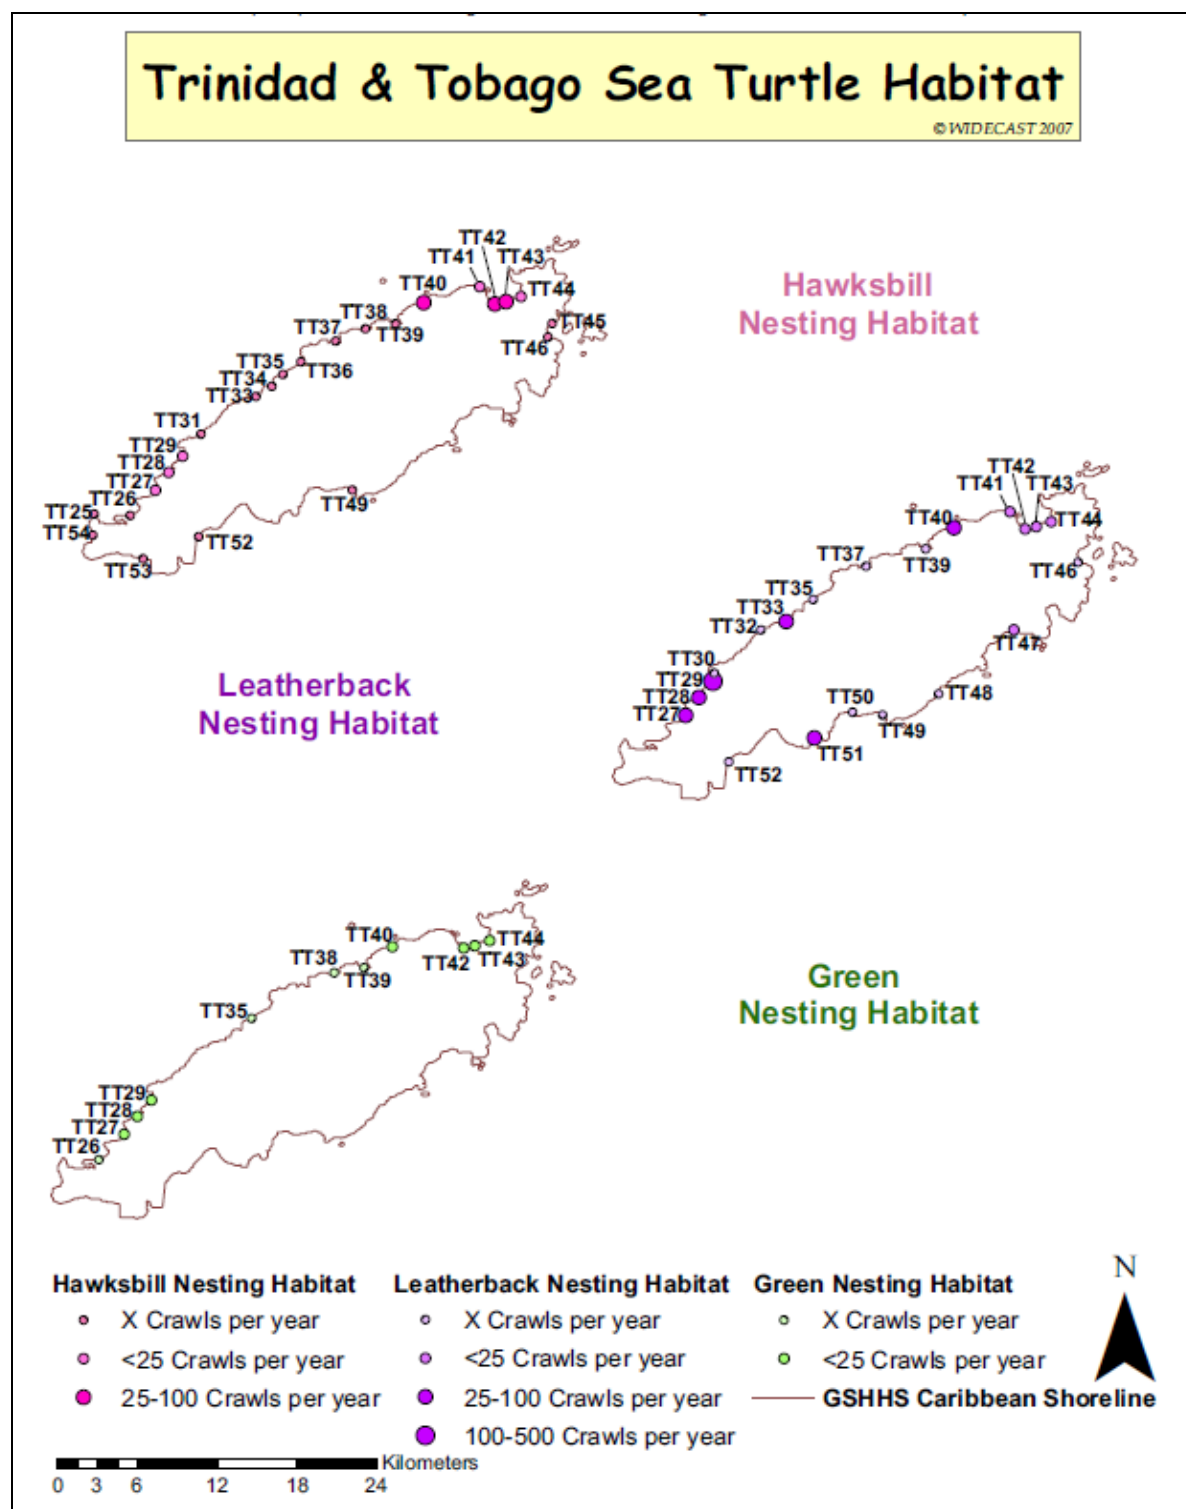 Trinidad & Tobago Sea Turtle Habitat
© WIDECAST 2007
TT42
TT41 TT43
TT40 TT44
TT38
TT37 TT39 TT45
TT46
TT35 TT36
TT34
TT33
TT31
TT29
TT28
TT27
TT26
TT25
TT54
TT49
TT52
TT53
Hawksbill
Nesting Habitat
TT42
TT41 TT43
TT40 TT44
TT39
TT37 TT46
TT35
TT33
TT32
TT47
TT30
TT29
TT28
TT27
TT50 TT48
TT49
TT51
TT52
Leatherback
Nesting Habitat
TT40 TT44
TT42 TT43
TT38 TT39
TT35
TT29
TT28
TT27
TT26
Green
Nesting Habitat
Hawksbill Nesting Habitat
X Crawls per year
<25 Crawls per year
25-100 Crawls per year
Leatherback Nesting Habitat
X Crawls per year
<25 Crawls per year
25-100 Crawls per year
100-500 Crawls per year
Green Nesting Habitat
X Crawls per year
<25 Crawls per year
GSHHS Caribbean Shoreline
N
Kilometers
0 3 6 12 18 24